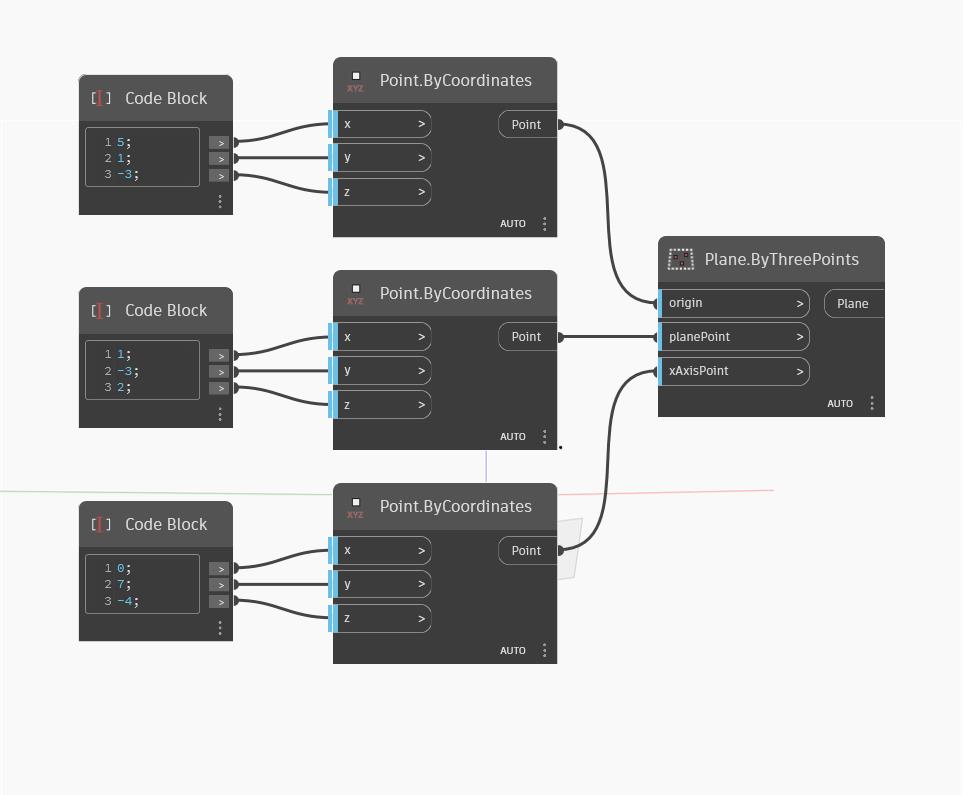 Code Block
1 5;
2 1;
3 -3;
>
>
>
XYZ
Point.ByCoordinates
x >
y >
z >
Point
AUTO
Code Block
1 1;
2 -3;
3 2;
>
>
>
XYZ
Point.ByCoordinates
x >
y >
z >
Point
AUTO
Code Block
1 0;
2 7;
3 -4;
>
>
>
XYZ
Point.ByCoordinates
x >
y >
z >
Point
AUTO
Plane.ByThreePoints
origin >
planePoint >
xAxisPoint >
Plane
AUTO